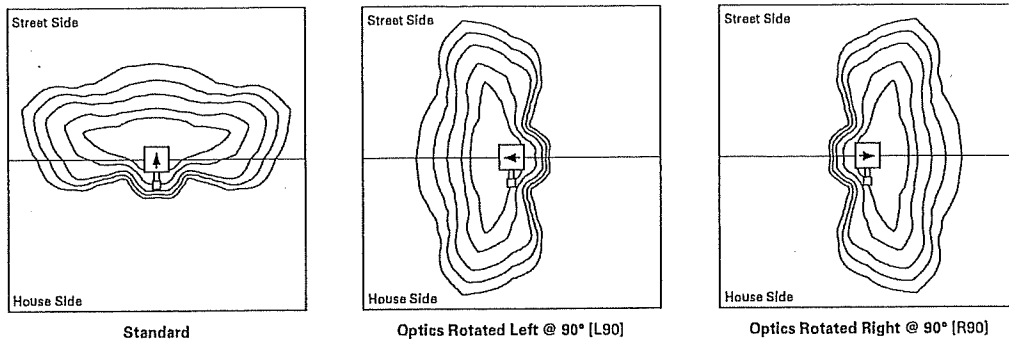 Street Side
House Side
Standard
Street Side
House Side
Optics Rotated Left @ 90° [L90]
Street Side
House Side
Optics Rotated Right @ 90° [R90]